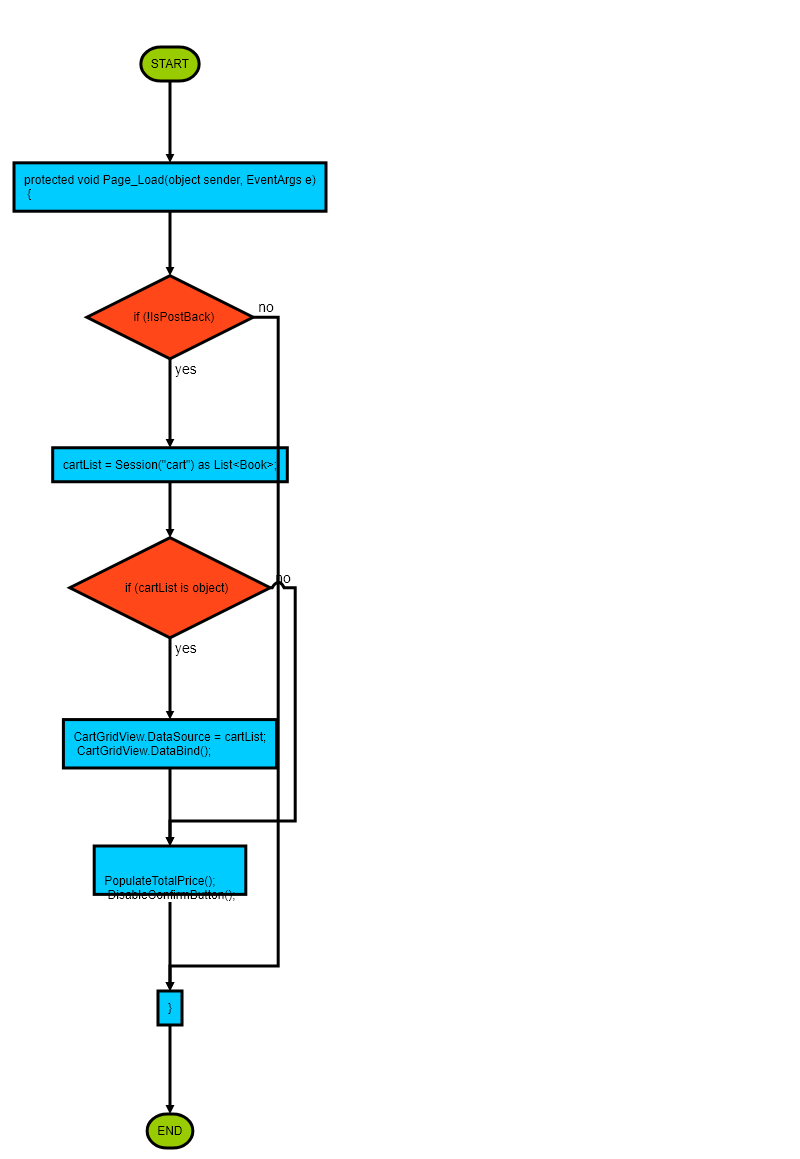 START
protected void Page_Load(object sender, EventArgs e)
{
if (!IsPostBack)
no
yes
cartList = Session("cart") as List<Book>;
if (cartList is object)
no
yes
CartGridView.DataSource = cartList;
CartGridView.DataBind();
PopulateTotalPrice();
DisableConfirmButton();
}
END